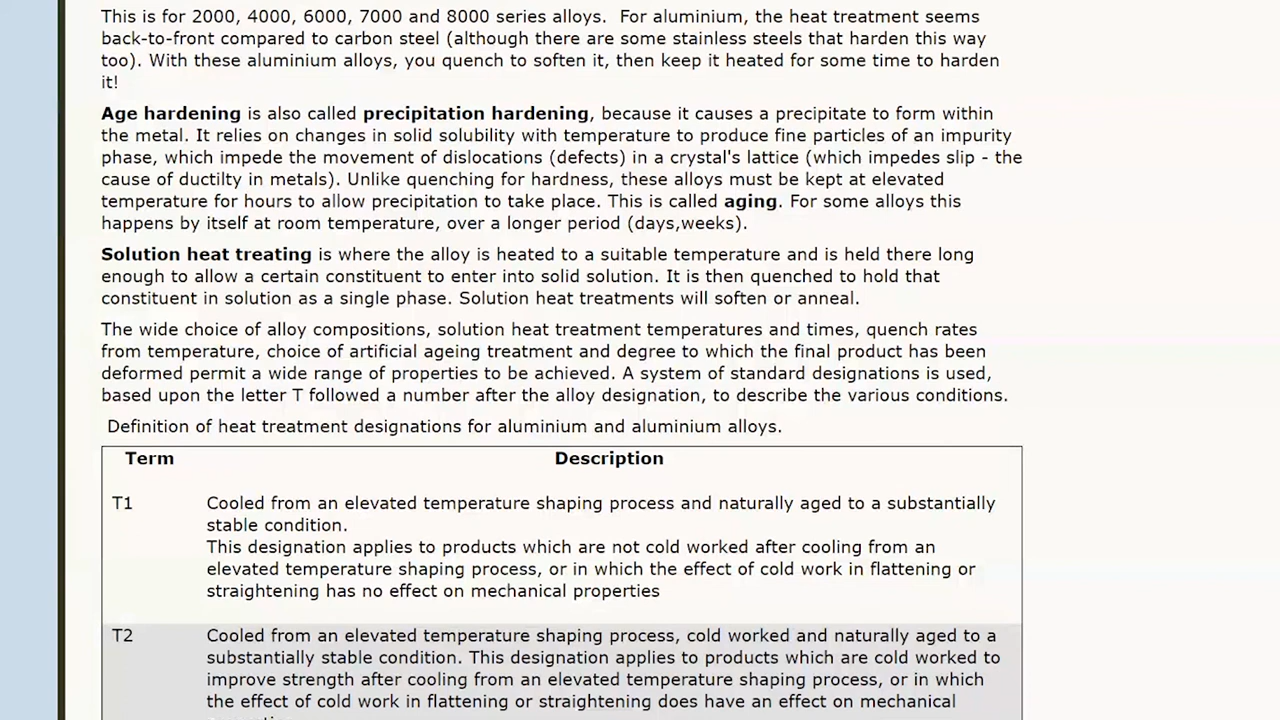 This is for 2000, 4000, 6000, 7000 and 8000 series alloys.  For aluminium, the heat treatment seems
back-to-front compared to carbon steel (although there are some stainless steels that harden this way
too). With these aluminium alloys, you quench to soften it, then keep it heated for some time to harden
it!
Age hardening is also called precipitation hardening, because it causes a precipitate to form within
the metal. It relies on changes in solid solubility with temperature to produce fine particles of an impurity
phase, which impede the movement of dislocations (defects) in a crystal's lattice (which impedes slip - the
cause of ductilty in metals). Unlike quenching for hardness, these alloys must be kept at elevated
temperature for hours to allow precipitation to take place. This is called aging. For some alloys this
happens by itself at room temperature, over a longer period (days,weeks).
Solution heat treating is where the alloy is heated to a suitable temperature and is held there long
enough to allow a certain constituent to enter into solid solution. It is then quenched to hold that
constituent in solution as a single phase. Solution heat treatments will soften or anneal.
The wide choice of alloy compositions, solution heat treatment temperatures and times, quench rates
from temperature, choice of artificial ageing treatment and degree to which the final product has been
deformed permit a wide range of properties to be achieved. A system of standard designations is used,
based upon the letter T followed a number after the alloy designation, to describe the various conditions.
Definition of heat treatment designations for aluminium and aluminium alloys.
Term Description
T1 Cooled from an elevated temperature shaping process and naturally aged to a substantially
stable condition.
This designation applies to products which are not cold worked after cooling from an
elevated temperature shaping process, or in which the effect of cold work in flattening or
straightening has no effect on mechanical properties
T2 Cooled from an elevated temperature shaping process, cold worked and naturally aged to a
substantially stable condition. This designation applies to products which are cold worked to
improve strength after cooling from an elevated temperature shaping process, or in which
the effect of cold work in flattening or straightening does have an effect on mechanical